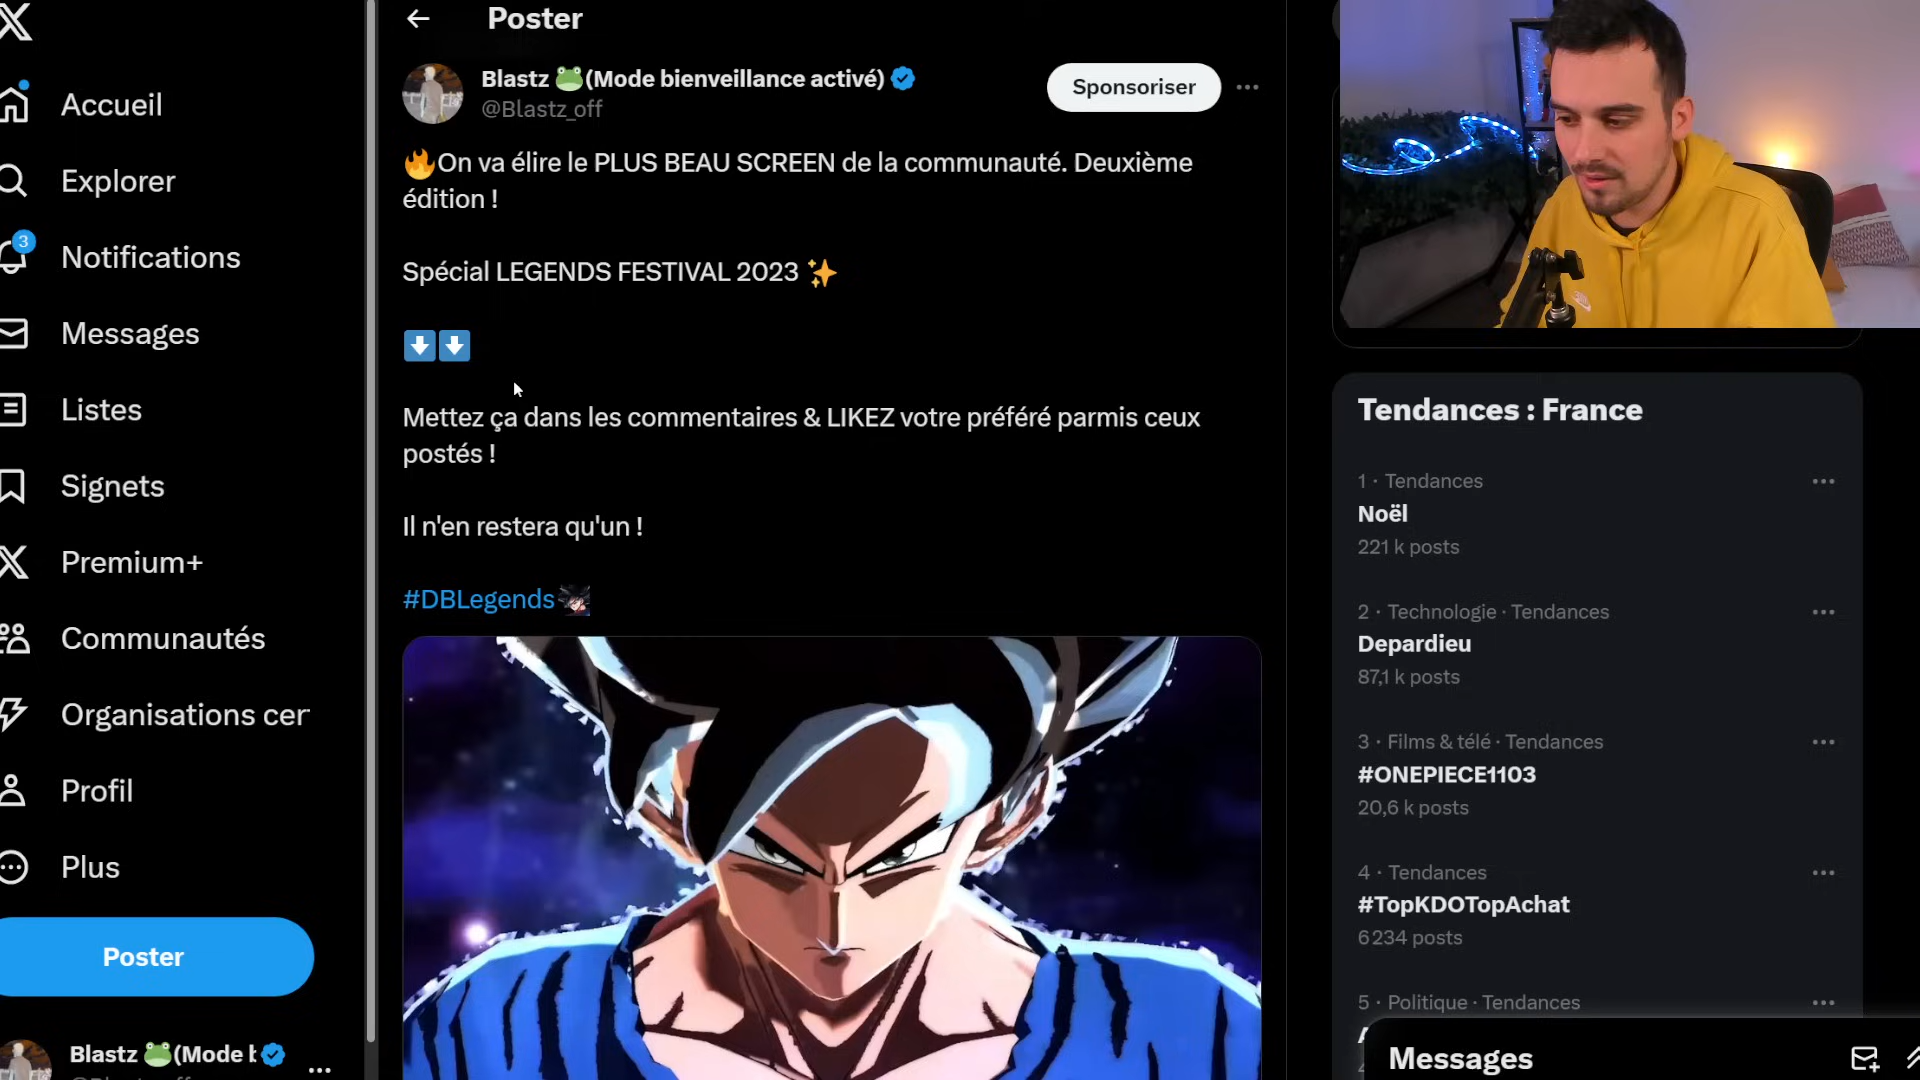 Accueil
Explorer
3
Notifications
Messages
Listes
Signets
Premium+
Communautés
Organisations cer
Profil
Plus
Poster
Blastz 🐸(Mode b
Poster
Blastz 🐸(Mode bienveillance activé)
@Blastz_off
Sponsoriser
🔥On va élire le PLUS BEAU SCREEN de la communauté. Deuxième
édition !
Spécial LEGENDS FESTIVAL 2023 ✨
⬇️⬇️
Mettez ça dans les commentaires & LIKEZ votre préféré parmis ceux
postés !
Il n'en restera qu'un !
#DBLegends
Tendances : France
1 · Tendances
Noël
221 k posts
2 · Technologie · Tendances
Depardieu
87,1 k posts
3 · Films & télé · Tendances
#ONEPIECE1103
20,6 k posts
4 · Tendances
#TopKDOTopAchat
6 234 posts
5 · Politique · Tendances
Messages